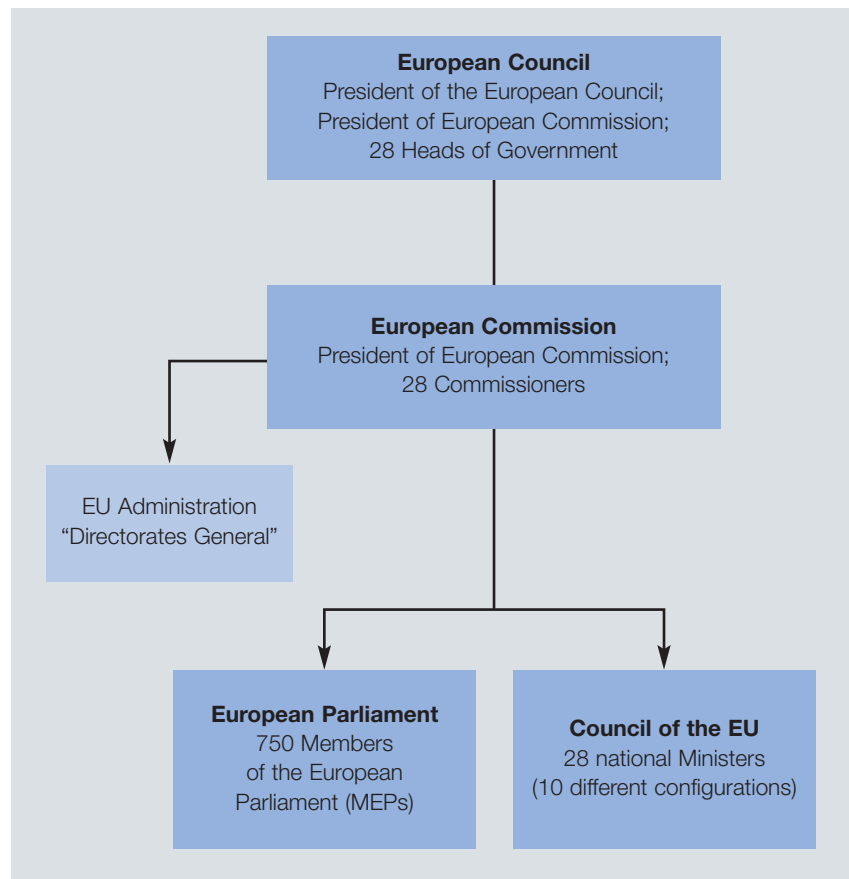 European Council
President of the European Council;
President of European Commission;
28 Heads of Government
European Commission
President of European Commission;
28 Commissioners
EU Administration
“Directorates General”
European Parliament
750 Members
of the European
Parliament (MEPs)
Council of the EU
28 national Ministers
(10 different configurations)